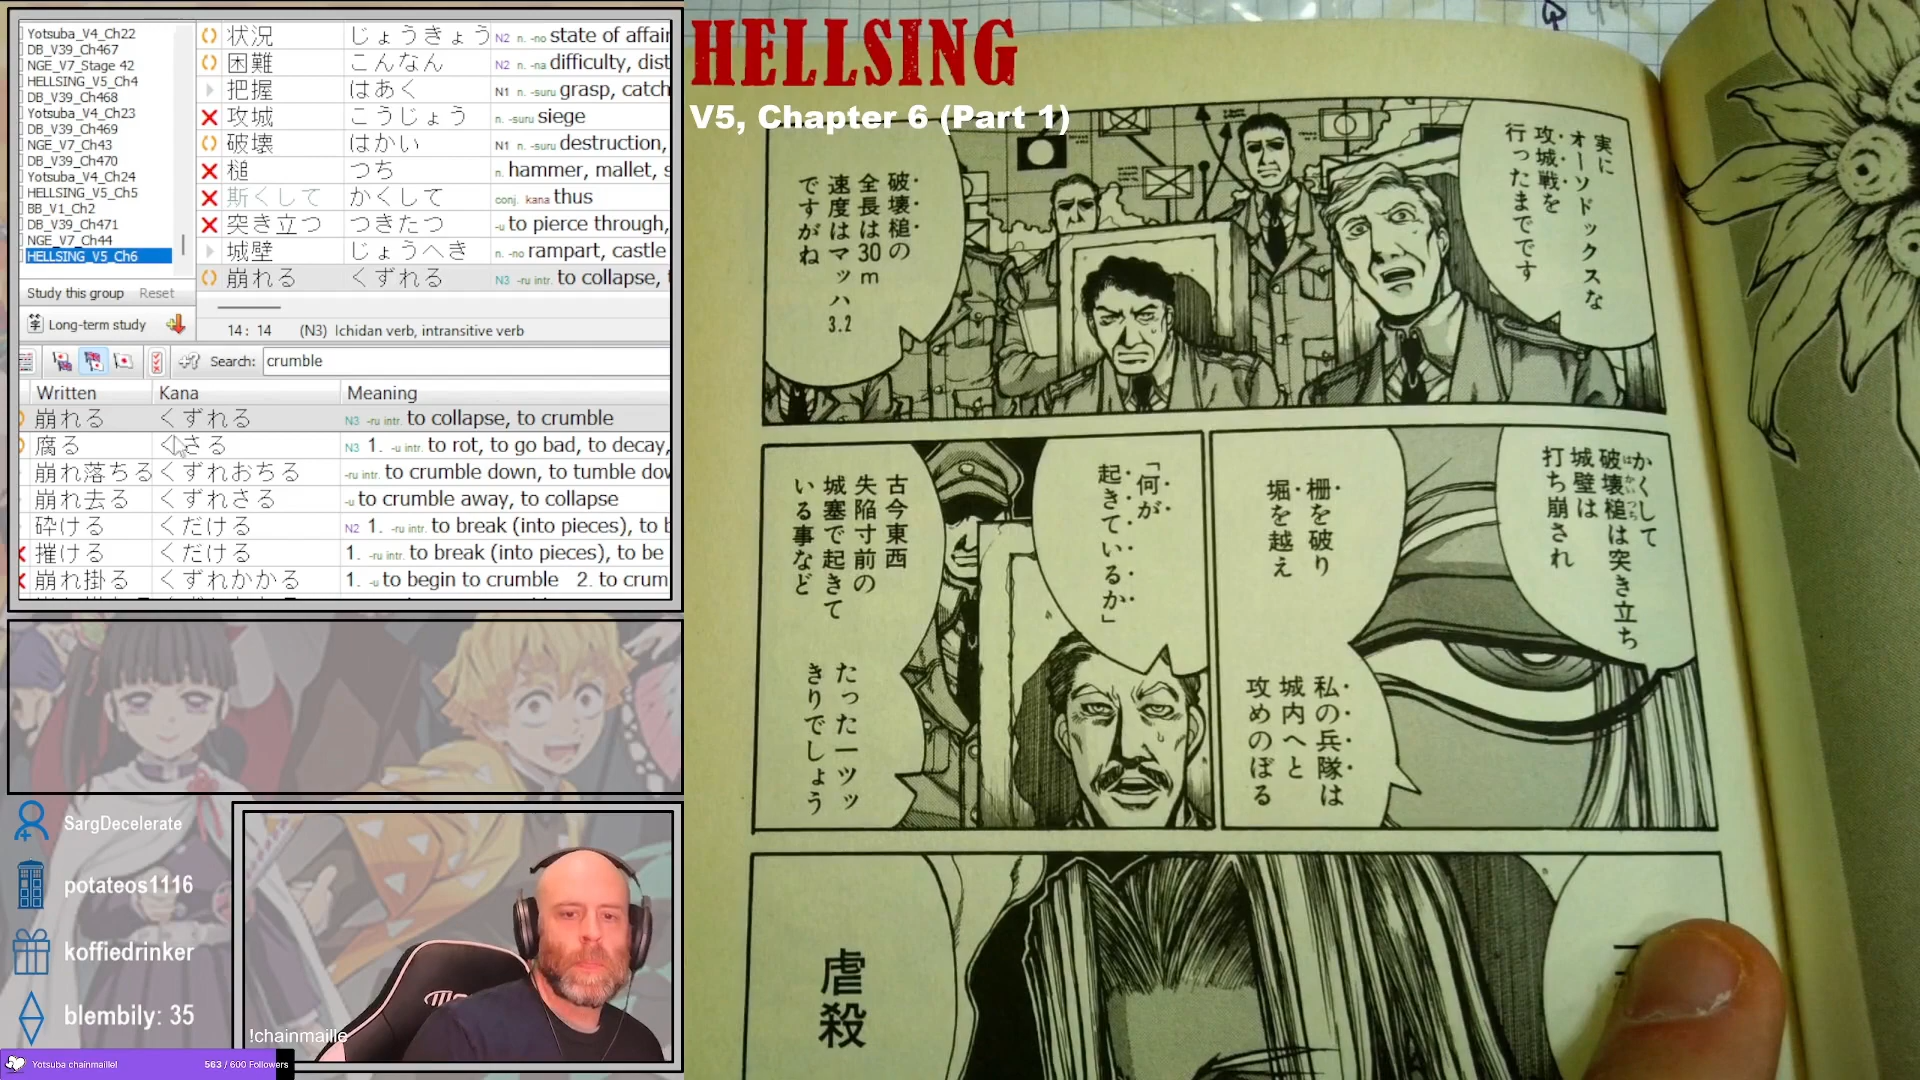 Yotsuba_V4_Ch22
DB_V39_Ch467
NGE_V7_Stage 42
HELLSING_V5_Ch4
DB_V39_Ch468
Yotsuba_V4_Ch23
DB_V39_Ch469
NGE_V7_Ch43
DB_V39_Ch470
Yotsuba_V4_Ch24
HELLSING_V5_Ch5
BB_V1_Ch2
DB_V39_Ch471
NGE_V7_Ch44
HELLSING_V5_Ch6
Study this group Reset
Long-term study
状況 じょうきょう N2 n. -no state of affair
困難 こんなん N2 n. -na difficulty, dist
把握 はあく N1 n. -suru grasp, catch
攻城 こうじょう n. -suru siege
破壊 はかい N1 n. -suru destruction,
槌 つち n. hammer, mallet, s
斯くして かくして conj. kana thus
突き立つ つきたつ -u to pierce through,
城壁 じょうへき n. -no rampart, castle
崩れる くずれる N3 -ru intr. to collapse,
14: 14 (N3) Ichidan verb, intransitive verb
Search: crumble
Written Kana Meaning
崩れる くずれる N3 -ru intr. to collapse, to crumble
腐る くさる N3 1. -u intr. to rot, to go bad, to decay,
崩れ落ちる くずれおちる -ru intr. to crumble down, to tumble dow
崩れ去る くずれさる -u to crumble away, to collapse
砕ける くだける N2 1. -ru intr. to break (into pieces), to b
摧ける くだける 1. -ru intr. to break (into pieces), to be
崩れ掛る くずれかかる 1. -u to begin to crumble 2. to crum
SargDecelerate
potateos1116
koffiedrinker
blembily: 35
!chainmaille
Yotsuba chainmaille!
563 / 600 Followers
HELLSING
V5, Chapter 6 (Part 1)
実に
オーソドックスな
攻城戦を
行ったまでです
破壊槌の
全長は30m
速度はマッハ3.2
ですがね
かくして
破壊槌は突き立ち
はかいつち
城壁は
打ち崩され
柵を破り
堀を越え
私の兵隊は
城内へと
攻めのぼる
「何が
起きているか」
古今東西
失陥寸前の
城塞で起きて
いる事など
たった一ツッ
きりでしょう
虐殺